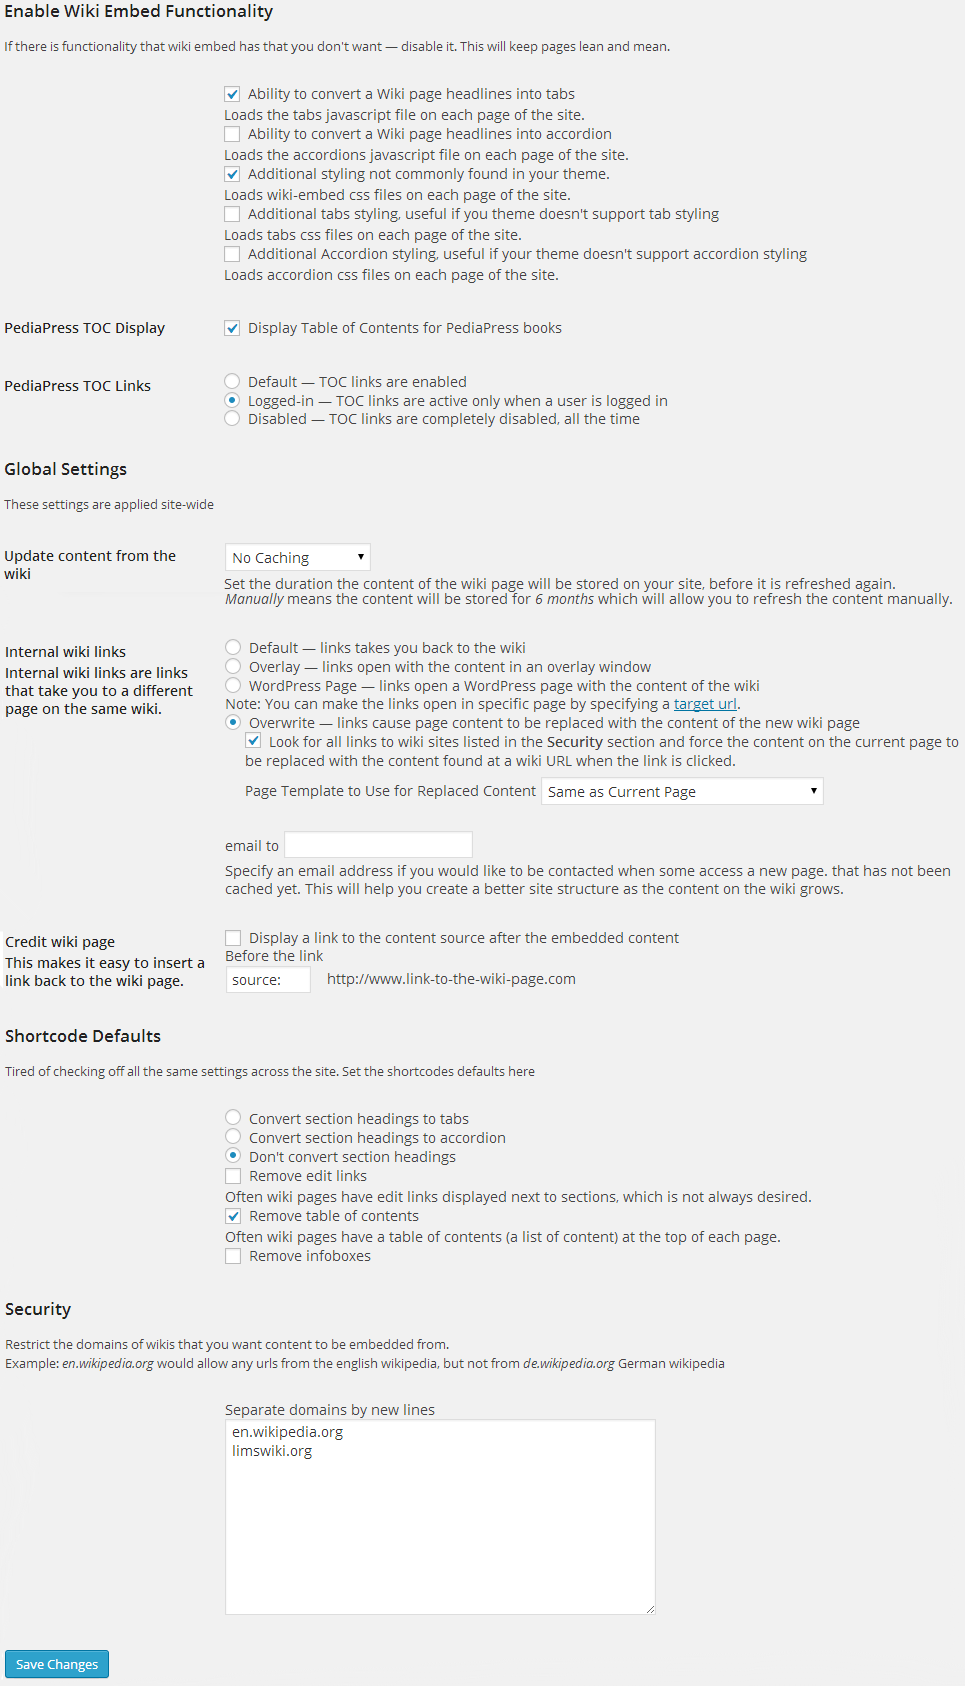 Enable Wiki Embed Functionality
If there is functionality that wiki embed has that you don't want — disable it. This will keep pages lean and mean.
Ability to convert a Wiki page headlines into tabs
Loads the tabs javascript file on each page of the site.
Ability to convert a Wiki page headlines into accordion
Loads the accordions javascript file on each page of the site.
Additional styling not commonly found in your theme.
Loads wiki-embed css files on each page of the site.
Additional tabs styling, useful if you theme doesn't support tab styling
Loads tabs css files on each page of the site.
Additional Accordion styling, useful if your theme doesn't support accordion styling
Loads accordion css files on each page of the site.
PediaPress TOC Display
Display Table of Contents for PediaPress books
PediaPress TOC Links
Default — TOC links are enabled
Logged-in — TOC links are active only when a user is logged in
Disabled — TOC links are completely disabled, all the time
Global Settings
These settings are applied site-wide
Update content from the
wiki
No Caching
Set the duration the content of the wiki page will be stored on your site, before it is refreshed again.
Manually means the content will be stored for 6 months which will allow you to refresh the content manually.
Internal wiki links
Internal wiki links are links
that take you to a different
page on the same wiki.
Default — links takes you back to the wiki
Overlay — links open with the content in an overlay window
WordPress Page — links open a WordPress page with the content of the wiki
Note: You can make the links open in specific page by specifying a target url.
Overwrite — links cause page content to be replaced with the content of the new wiki page
Look for all links to wiki sites listed in the Security section and force the content on the current page to
be replaced with the content found at a wiki URL when the link is clicked.
Page Template to Use for Replaced Content Same as Current Page
email to
Specify an email address if you would like to be contacted when some access a new page. that has not been
cached yet. This will help you create a better site structure as the content on the wiki grows.
Credit wiki page
This makes it easy to insert a
link back to the wiki page.
Display a link to the content source after the embedded content
Before the link
source: http://www.link-to-the-wiki-page.com
Shortcode Defaults
Tired of checking off all the same settings across the site. Set the shortcodes defaults here
Convert section headings to tabs
Convert section headings to accordion
Don't convert section headings
Remove edit links
Often wiki pages have edit links displayed next to sections, which is not always desired.
Remove table of contents
Often wiki pages have a table of contents (a list of content) at the top of each page.
Remove infoboxes
Security
Restrict the domains of wikis that you want content to be embedded from.
Example: en.wikipedia.org would allow any urls from the english wikipedia, but not from de.wikipedia.org German wikipedia
Separate domains by new lines
en.wikipedia.org
limswiki.org
Save Changes